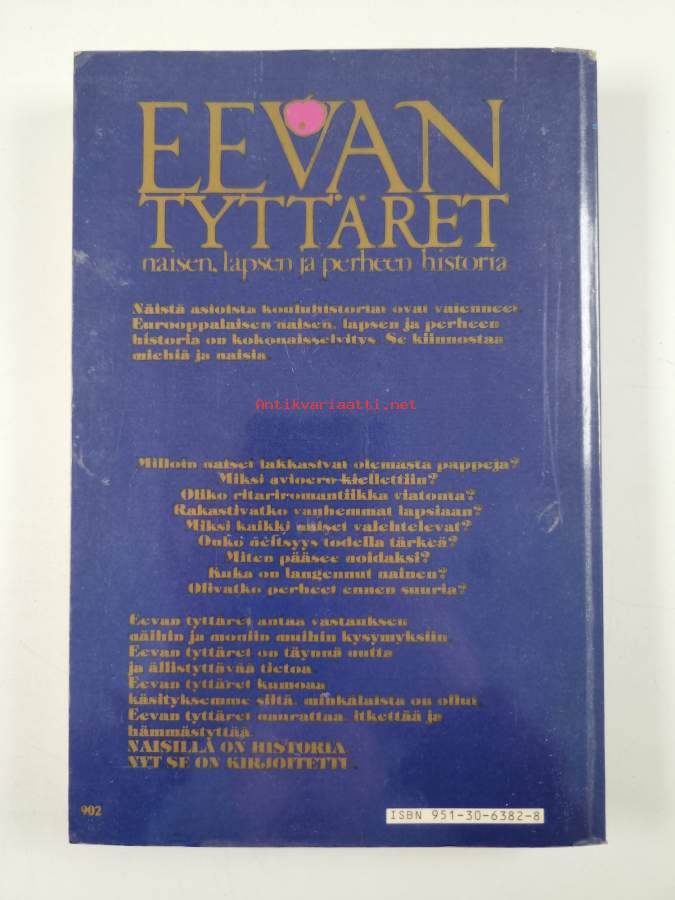 EEVAN
TYTTÄRET
naisen, lapsen ja perheen historia
Näistä asioista kouluhistoriat ovat vaienneet.
Eurooppalaisen naisen, lapsen ja perheen
historia on kokonaisselvitys. Se kiinnostaa
miehiä ja naisia.
Antikvariaatti.net
Milloin naiset lakkasivat olemasta pappeja?
Miksi avioero kiellettiin?
Oliko ritariromantiikka viatonta?
Rakastivatko vanhemmat lapsiaan?
Miksi kaikki naiset valehtelevat?
Onko neitsyys todella tärkeä?
Miten pääsee noidaksi?
Kuka on langennut nainen?
Olivatko perheet ennen suuria?
Eevan tyttäret antaa vastauksen
näihin ja moniin muihin kysymyksiin.
Eevan tyttäret on täynnä uutta
ja ällistyttävää tietoa.
Eevan tyttäret kumoaa
käsityksemme siitä, minkälaista on ollut.
Eevan tyttäret naurattaa, itkettää ja
hämmästyttää.
NAISILLA ON HISTORIA.
NYT SE ON KIRJOITETTU.
902
ISBN 951-30-6382-8